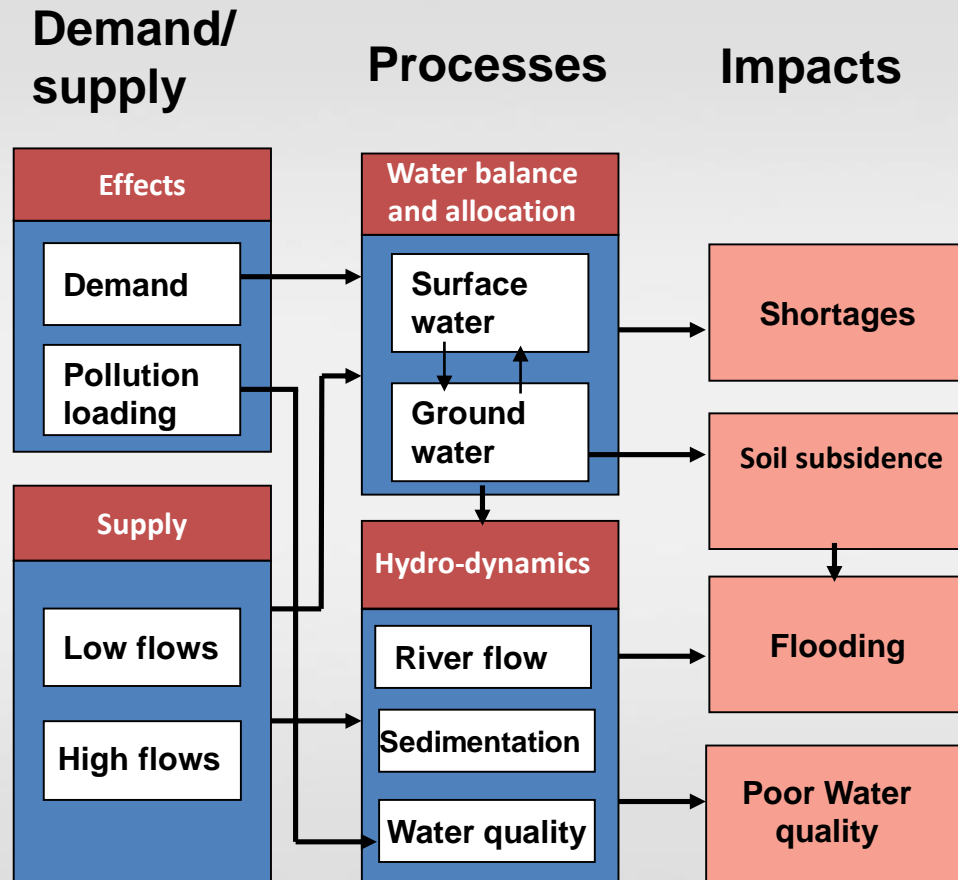 Demand/
supply
Processes
Impacts
Effects
Demand
Pollution
loading
Supply
Low flows
High flows
Water balance
and allocation
Surface
water
Ground
water
Hydro-dynamics
River flow
Sedimentation
Water quality
Shortages
Soil subsidence
Flooding
Poor Water
quality